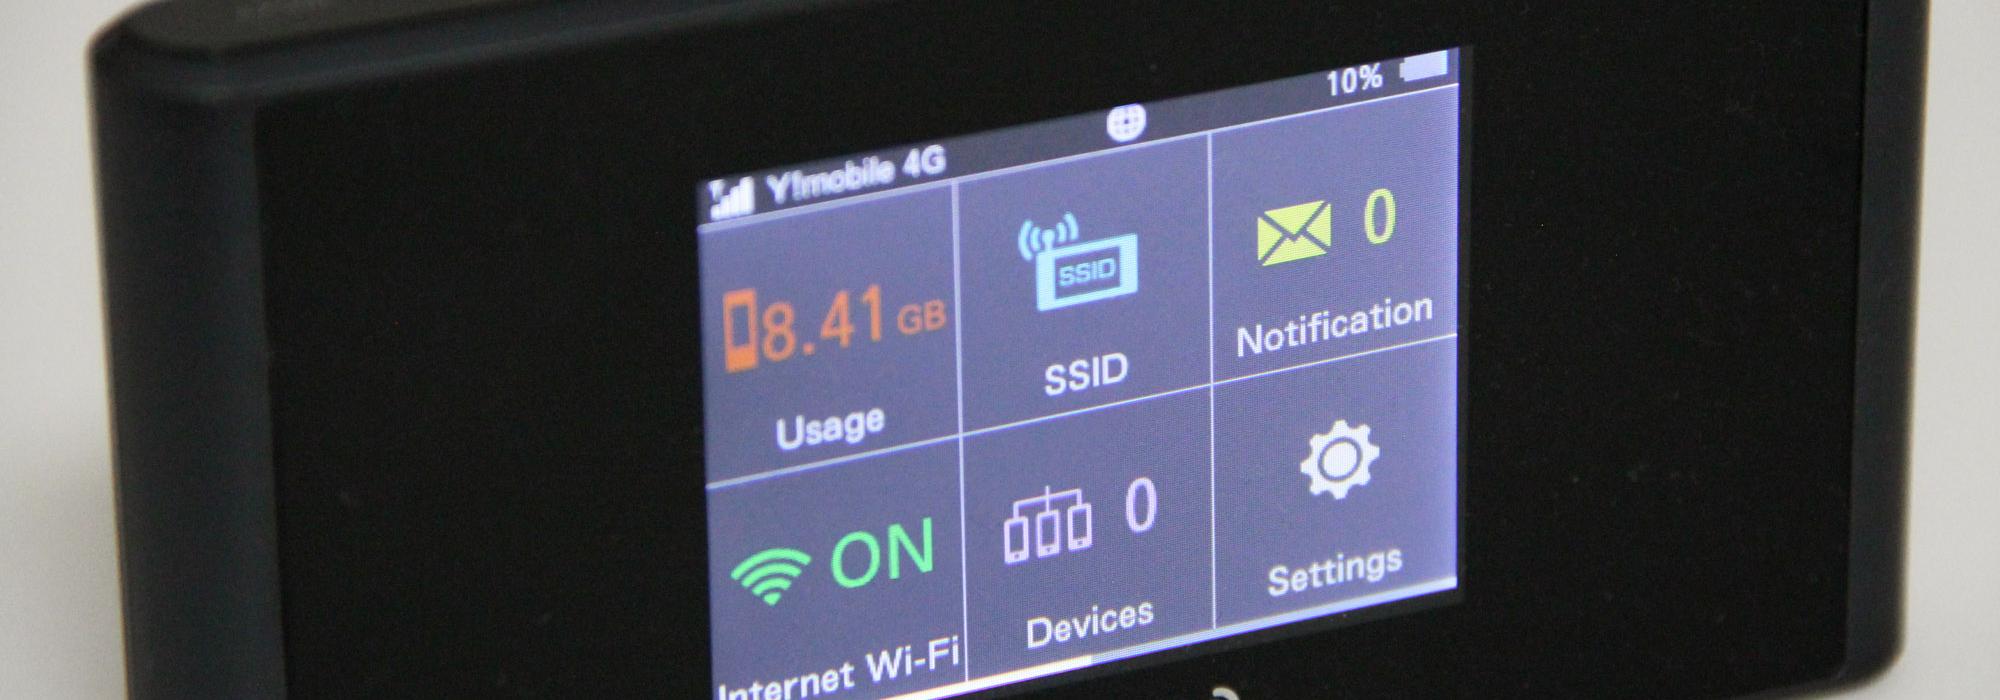 10%
Y!mobile 4G
8.41 GB
Usage
SSID
SSID
0
Notification
ON
Internet Wi-Fi
0
Devices
Settings